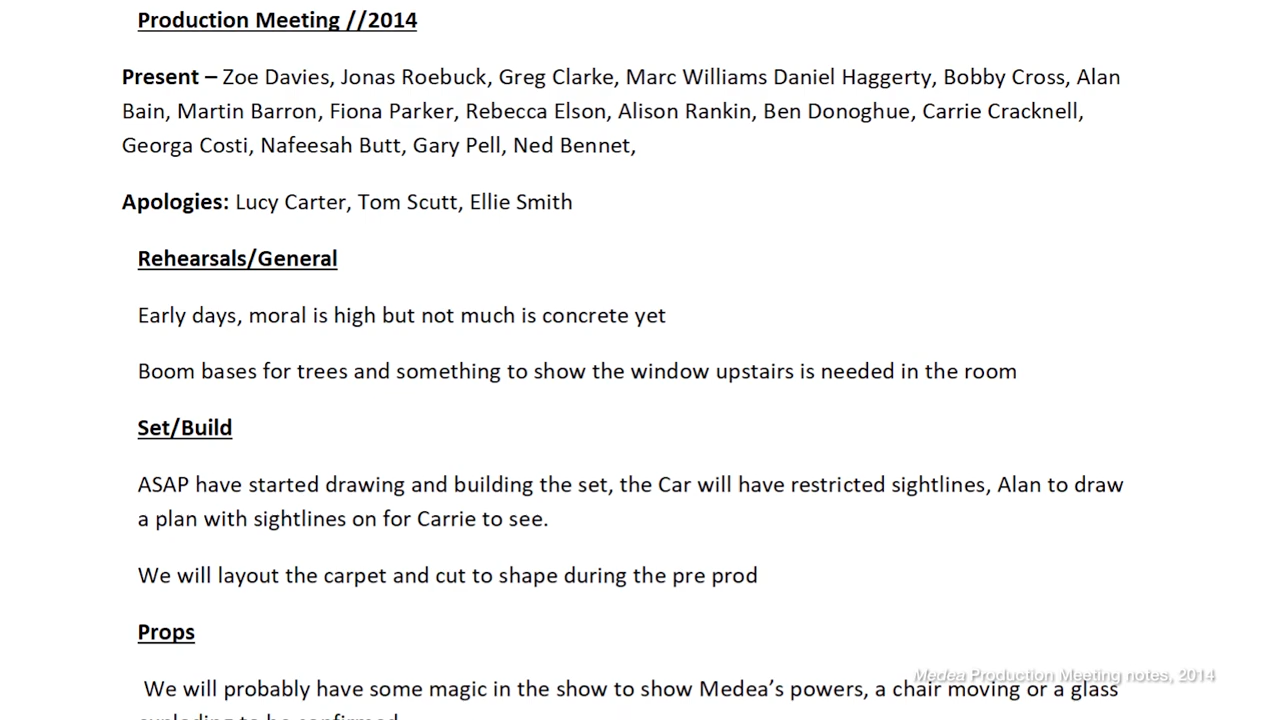 Production Meeting //2014
Present – Zoe Davies, Jonas Roebuck, Greg Clarke, Marc Williams Daniel Haggerty, Bobby Cross, Alan
Bain, Martin Barron, Fiona Parker, Rebecca Elson, Alison Rankin, Ben Donoghue, Carrie Cracknell,
Georga Costi, Nafeesah Butt, Gary Pell, Ned Bennet,
Apologies: Lucy Carter, Tom Scutt, Ellie Smith
Rehearsals/General
Early days, moral is high but not much is concrete yet
Boom bases for trees and something to show the window upstairs is needed in the room
Set/Build
ASAP have started drawing and building the set, the Car will have restricted sightlines, Alan to draw
a plan with sightlines on for Carrie to see.
We will layout the carpet and cut to shape during the pre prod
Props
We will probably have some magic in the show to show Medea's powers, a chair moving or a glass
exploding to be confirmed
Medea Production Meeting notes, 2014